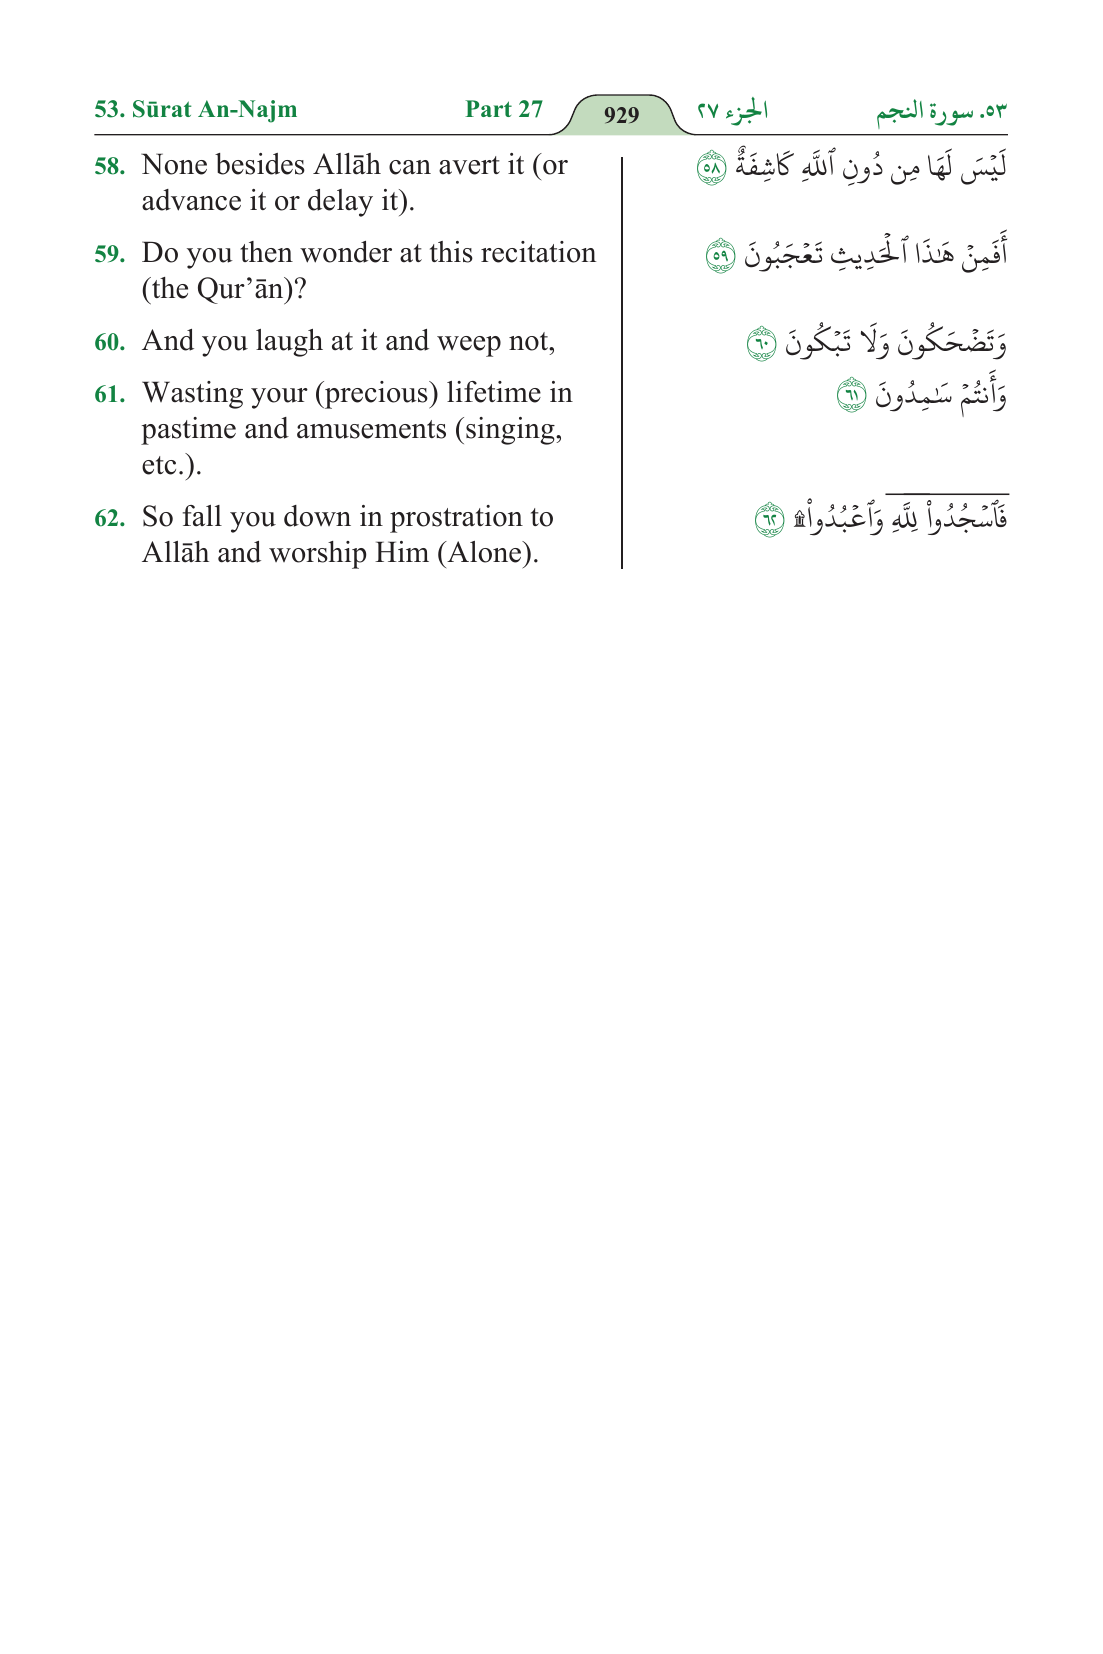 53. Sūrat An-Najm Part 27 929 الجزء ٢٧ ٥٣. سورة النجم
58. None besides Allāh can avert it (or
advance it or delay it).
59. Do you then wonder at this recitation
(the Qur’ān)?
60. And you laugh at it and weep not,
61. Wasting your (precious) lifetime in
pastime and amusements (singing,
etc.).
62. So fall you down in prostration to
Allāh and worship Him (Alone).
لَيْسَ لَهَا مِن دُونِ ٱللَّهِ كَاشِفَةٌ ٥٨
أَفَمِنْ هَٰذَا ٱلْحَدِيثِ تَعْجَبُونَ ٥٩
وَتَضْحَكُونَ وَلَا تَبْكُونَ ٦٠
وَأَنتُمْ سَٰمِدُونَ ٦١
فَٱسْجُدُوا۟ لِلَّهِ وَٱعْبُدُوا۟ ۩ ٦٢